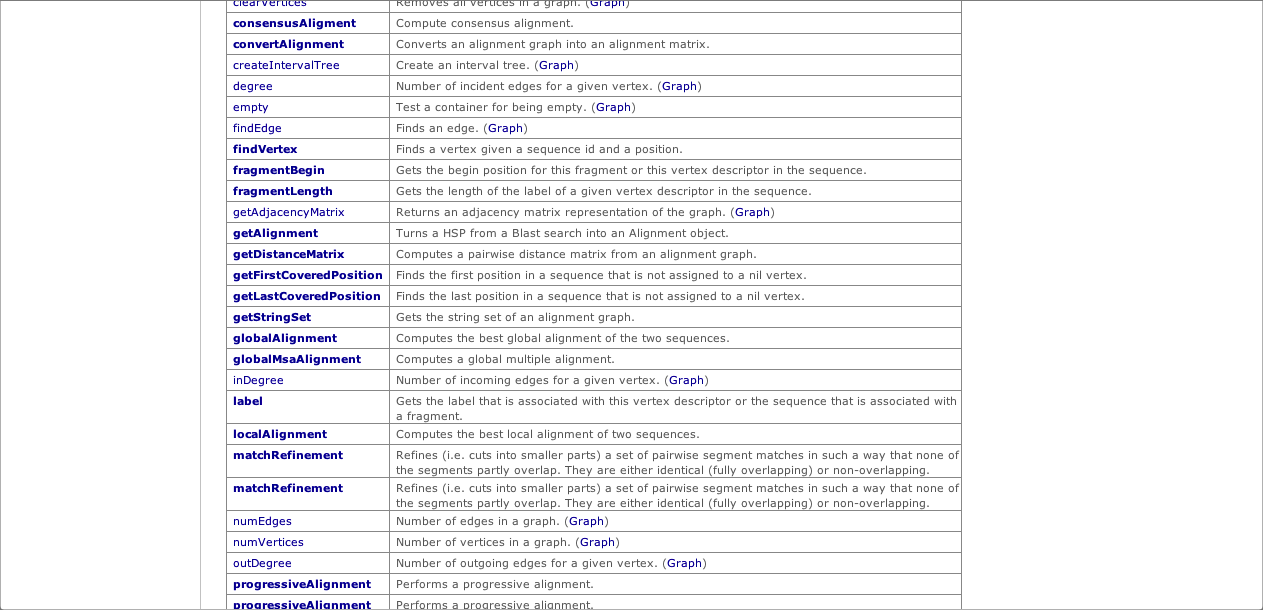 clearVertices Removes all vertices in a graph. (Graph)
consensusAligment Compute consensus alignment.
convertAlignment Converts an alignment graph into an alignment matrix.
createIntervalTree Create an interval tree. (Graph)
degree Number of incident edges for a given vertex. (Graph)
empty Test a container for being empty. (Graph)
findEdge Finds an edge. (Graph)
findVertex Finds a vertex given a sequence id and a position.
fragmentBegin Gets the begin position for this fragment or this vertex descriptor in the sequence.
fragmentLength Gets the length of the label of a given vertex descriptor in the sequence.
getAdjacencyMatrix Returns an adjacency matrix representation of the graph. (Graph)
getAlignment Turns a HSP from a Blast search into an Alignment object.
getDistanceMatrix Computes a pairwise distance matrix from an alignment graph.
getFirstCoveredPosition Finds the first position in a sequence that is not assigned to a nil vertex.
getLastCoveredPosition Finds the last position in a sequence that is not assigned to a nil vertex.
getStringSet Gets the string set of an alignment graph.
globalAlignment Computes the best global alignment of the two sequences.
globalMsaAlignment Computes a global multiple alignment.
inDegree Number of incoming edges for a given vertex. (Graph)
label Gets the label that is associated with this vertex descriptor or the sequence that is associated with
a fragment.
localAlignment Computes the best local alignment of two sequences.
matchRefinement Refines (i.e. cuts into smaller parts) a set of pairwise segment matches in such a way that none of
the segments partly overlap. They are either identical (fully overlapping) or non-overlapping.
matchRefinement Refines (i.e. cuts into smaller parts) a set of pairwise segment matches in such a way that none of
the segments partly overlap. They are either identical (fully overlapping) or non-overlapping.
numEdges Number of edges in a graph. (Graph)
numVertices Number of vertices in a graph. (Graph)
outDegree Number of outgoing edges for a given vertex. (Graph)
progressiveAlignment Performs a progressive alignment.
progressiveAlignment Performs a progressive alignment.